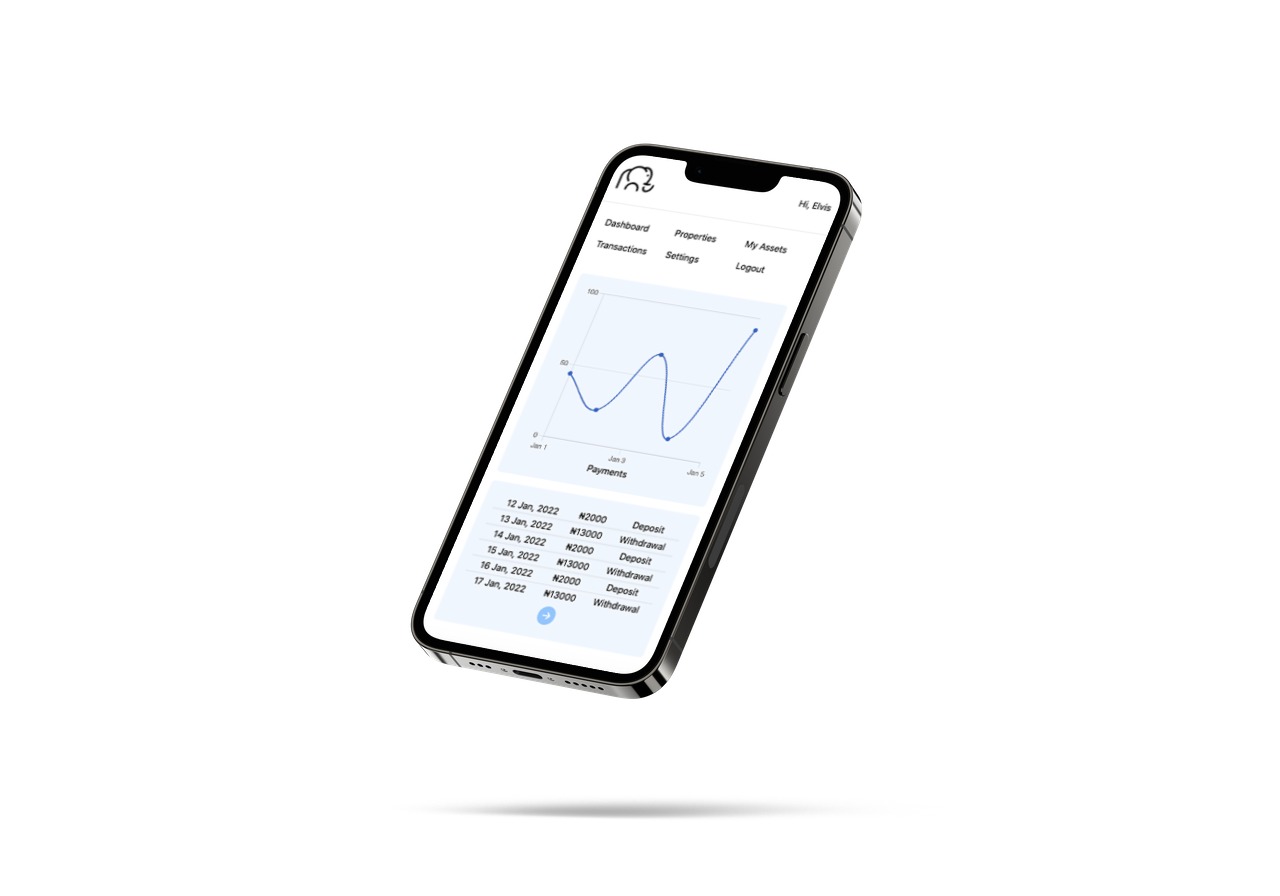 Hi, Elvis
Dashboard Properties My Assets
Transactions Settings Logout
100
50
0
Jan 1 Jan 3 Jan 5
Payments
12 Jan, 2022 ₦2000 Deposit
13 Jan, 2022 ₦13000 Withdrawal
14 Jan, 2022 ₦2000 Deposit
15 Jan, 2022 ₦13000 Withdrawal
16 Jan, 2022 ₦2000 Deposit
17 Jan, 2022 ₦13000 Withdrawal